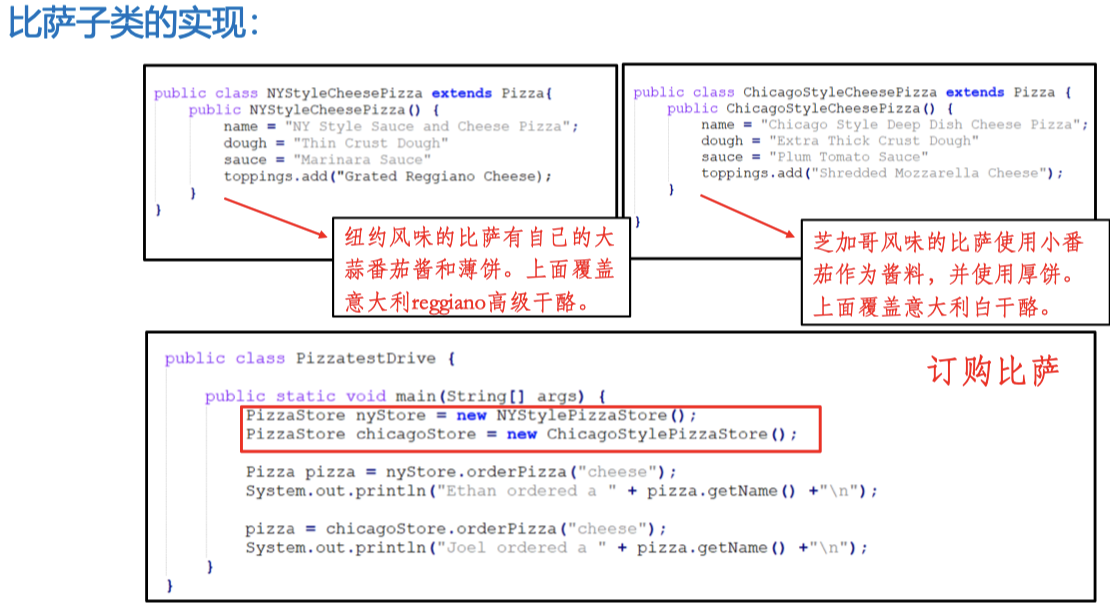 比萨子类的实现：
public class NYStyleCheesePizza extends Pizza{
public NYStyleCheesePizza() {
name = "NY Style Sauce and Cheese Pizza";
dough = "Thin Crust Dough"
sauce = "Marinara Sauce"
toppings.add("Grated Reggiano Cheese);
}
}
纽约风味的比萨有自己的大
蒜番茄酱和薄饼。上面覆盖
意大利reggiano高级干酪。
public class ChicagoStyleCheesePizza extends Pizza {
public ChicagoStyleCheesePizza() {
name = "Chicago Style Deep Dish Cheese Pizza";
dough = "Extra Thick Crust Dough"
sauce = "Plum Tomato Sauce"
toppings.add("Shredded Mozzarella Cheese");
}
}
芝加哥风味的比萨使用小番
茄作为酱料，并使用厚饼。
上面覆盖意大利白干酪。
订购比萨
public class PizzatestDrive {
public static void main(String[] args) {
PizzaStore nyStore = new NYStylePizzaStore();
PizzaStore chicagoStore = new ChicagoStylePizzaStore();
Pizza pizza = nyStore.orderPizza("cheese");
System.out.println("Ethan ordered a " + pizza.getName() +"\n");
pizza = chicagoStore.orderPizza("cheese");
System.out.println("Joel ordered a " + pizza.getName() +"\n");
}
}